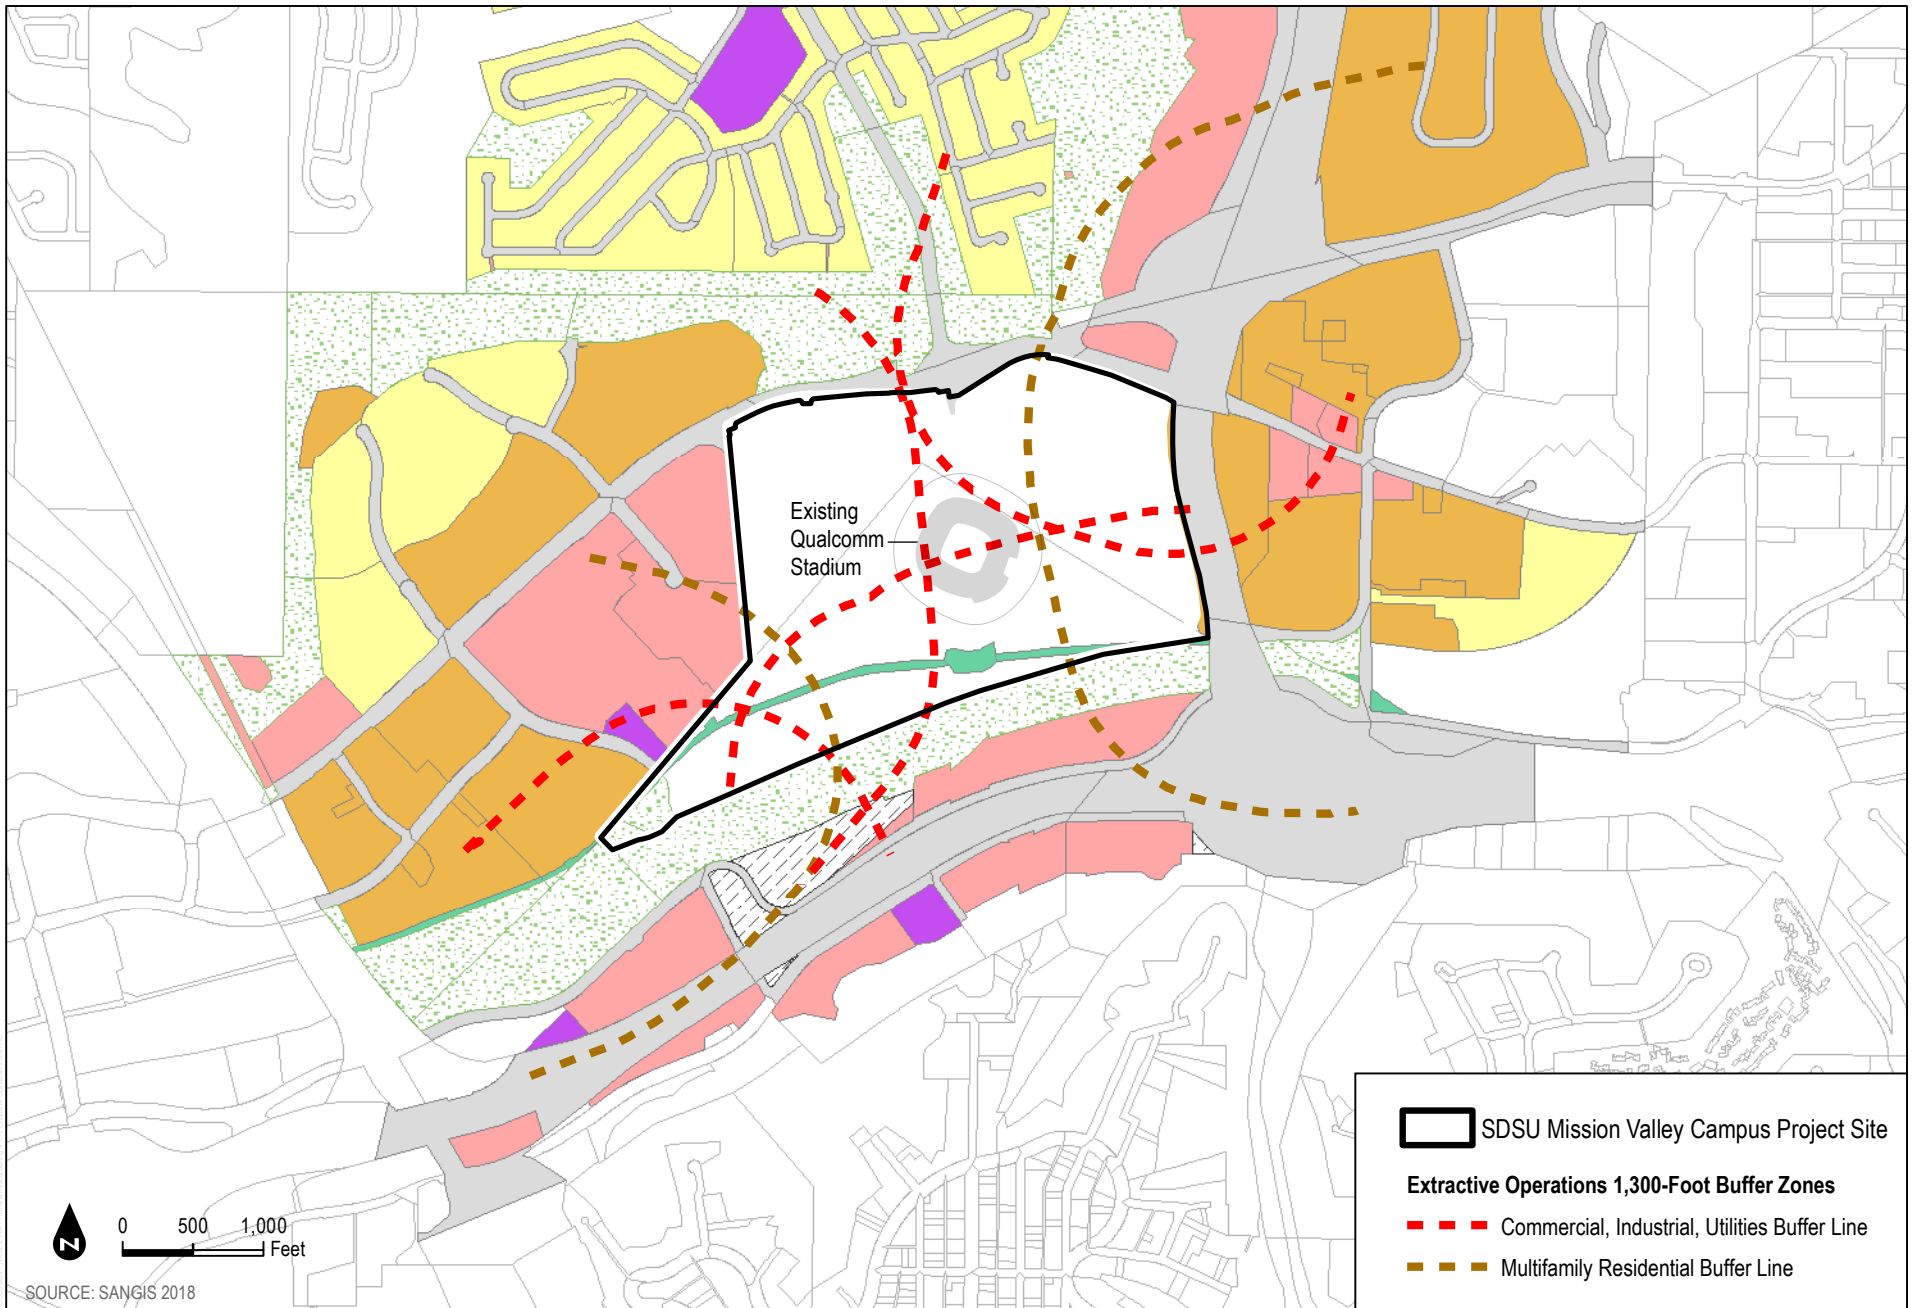 Existing
Qualcomm
Stadium
SDSU Mission Valley Campus Project Site
Extractive Operations 1,300-Foot Buffer Zones
Commercial, Industrial, Utilities Buffer Line
Multifamily Residential Buffer Line
N
0 500 1,000
Feet
SOURCE: SANGIS 2018